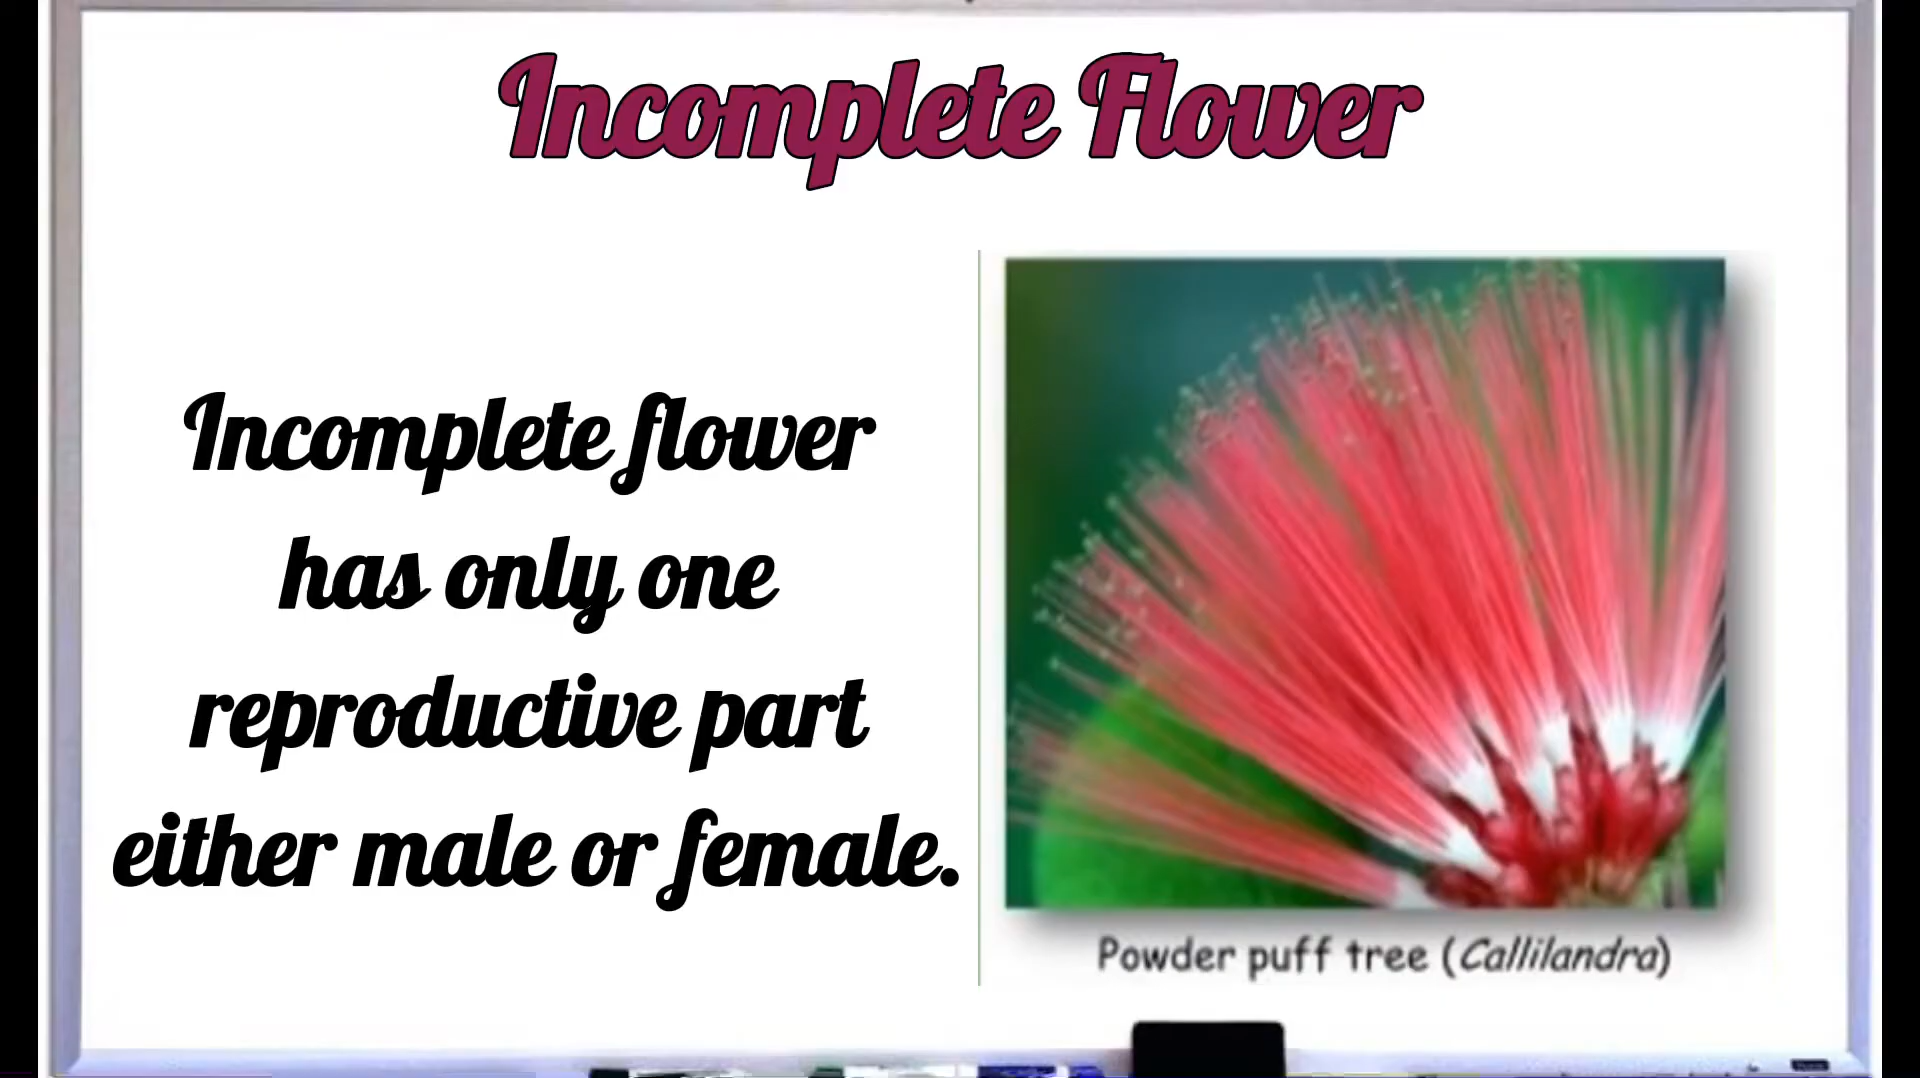 Incomplete Flower
Incomplete flower
has only one
reproductive part
either male or female.
Powder puff tree (Callilandra)